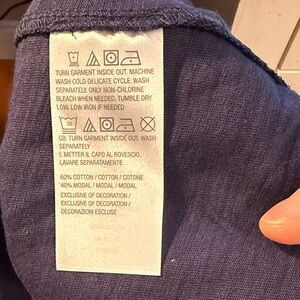 TURN GARMENT INSIDE OUT. MACHINE
WASH COLD DELICATE CYCLE. WASH
SEPARATELY. ONLY NON-CHLORINE
BLEACH WHEN NEEDED. TUMBLE DRY
LOW. LOW IRON IF NEEDED
30
GB: TURN GARMENT INSIDE OUT. WASH
SEPARATELY
I: METTER IL CAPO AL ROVESCIO.
LAVARE SEPARATAMENTE
60% COTTON / COTON / COTONE
40% MODAL / MODAL / MODAL
EXCLUSIVE OF DECORATION /
EXCLUSIVE OF DECORATION /
DECORAZIONI ESCLUSE